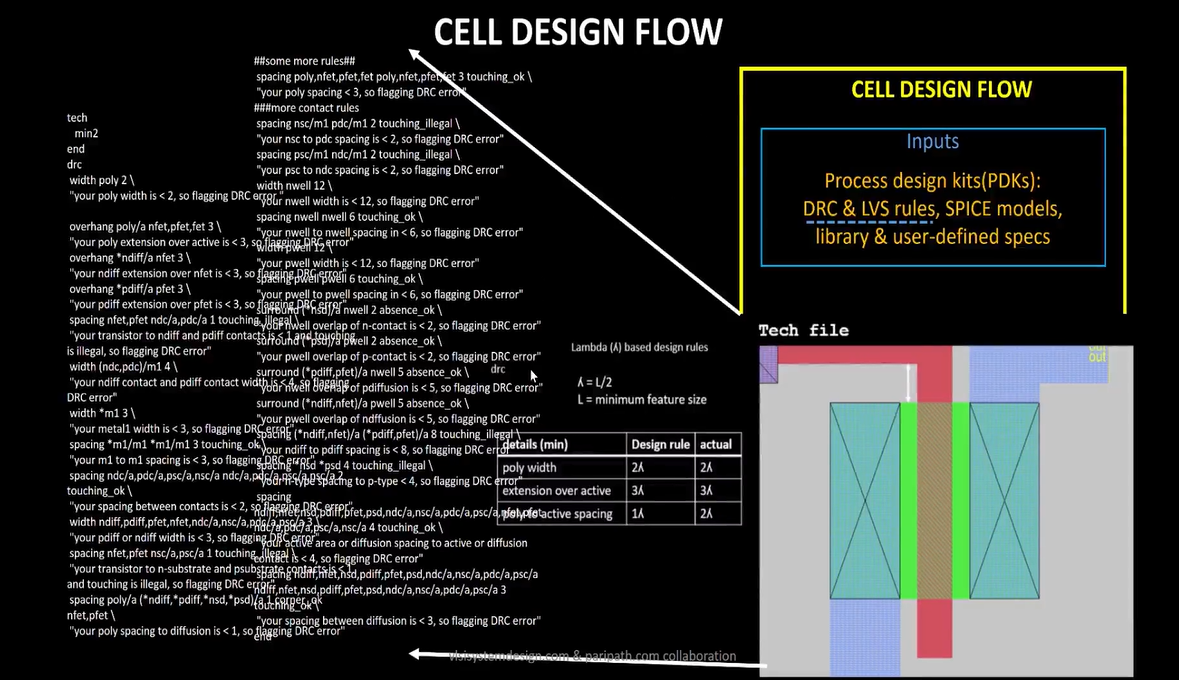 CELL DESIGN FLOW
tech
min2
end
drc
width poly 2 \
"your poly width is < 2, so flagging DRC error"
overhang poly/a nfet,pfet,fet 3 \
"your poly extension over active is < 3, so flagging DRC error"
overhang *ndiff/a nfet 3 \
"your ndiff extension over nfet is < 3, so flagging DRC error"
overhang *pdiff/a pfet 3 \
"your pdiff extension over pfet is < 3, so flagging DRC error"
spacing nfet,pfet ndc/a,pdc/a 1 touching_illegal \
"your transistor to ndiff and pdiff contacts is < 1 and touching
is illegal, so flagging DRC error"
width (ndc,pdc)/m1 4 \
"your ndiff contact and pdiff contact width is < 4, so flagging
DRC error"
width *m1 3 \
"your metal1 width is < 3, so flagging DRC error"
spacing *m1/m1 *m1/m1 3 touching_ok \
"your m1 to m1 spacing is < 3, so flagging DRC error"
spacing ndc/a,pdc/a,psc/a,nsc/a ndc/a,pdc/a,psc/a,nsc/a 2
touching_ok \
"your spacing between contacts is < 2, so flagging DRC error"
width ndiff,pdiff,pfet,nfet,ndc/a,nsc/a,pdc/a,psc/a 3 \
"your pdiff or ndiff width is < 3, so flagging DRC error"
spacing nfet,pfet nsc/a,psc/a 1 touching_illegal \
"your transistor to n-substrate and psubstrate contacts is < 1
and touching is illegal, so flagging DRC error"
spacing poly/a (*ndiff,*pdiff,*nsd,*psd)/a 1 corner_ok
nfet,pfet \
"your poly spacing to diffusion is < 1, so flagging DRC error"
##some more rules##
spacing poly,nfet,pfet,fet poly,nfet,pfet,fet 3 touching_ok \
"your poly spacing < 3, so flagging DRC error"
###more contact rules
spacing nsc/m1 pdc/m1 2 touching_illegal \
"your nsc to pdc spacing is < 2, so flagging DRC error"
spacing psc/m1 ndc/m1 2 touching_illegal \
"your psc to ndc spacing is < 2, so flagging DRC error"
width nwell 12 \
"your nwell width is < 12, so flagging DRC error"
spacing nwell nwell 6 touching_ok \
"your nwell to nwell spacing in < 6, so flagging DRC error"
width pwell 12 \
"your pwell width is < 12, so flagging DRC error"
spacing pwell pwell 6 touching_ok \
"your pwell to pwell spacing in < 6, so flagging DRC error"
surround (*nsd)/a nwell 2 absence_ok \
"your nwell overlap of n-contact is < 2, so flagging DRC error"
surround (*psd)/a pwell 2 absence_ok \
"your pwell overlap of p-contact is < 2, so flagging DRC error"
surround (*pdiff,pfet)/a nwell 5 absence_ok \
"your nwell overlap of pdiffusion is < 5, so flagging DRC error"
surround (*ndiff,nfet)/a pwell 5 absence_ok \
"your pwell overlap of ndffusion is < 5, so flagging DRC error"
spacing (*ndiff,nfet)/a (*pdiff,pfet)/a 8 touching_illegal \
"your ndiff to pdiff spacing is < 8, so flagging DRC error"
spacing *nsd *psd 4 touching_illegal \
"your n-type spacing to p-type < 4, so flagging DRC error"
spacing
ndiff,nfet,nsd,pdiff,pfet,psd,ndc/a,nsc/a,pdc/a,psc/a,nfet,pfet
ndc/a,pdc/a,psc/a,nsc/a 4 touching_ok \
"your active area or diffusion spacing to active or diffusion
contact is < 4, so flagging DRC error"
spacing ndiff,nfet,nsd,pdiff,pfet,psd,ndc/a,nsc/a,pdc/a,psc/a
ndiff,nfet,nsd,pdiff,pfet,psd,ndc/a,nsc/a,pdc/a,psc/a 3
touching_ok \
"your spacing between diffusion is < 3, so flagging DRC error"
end
drc
Lambda (ʎ) based design rules
ʎ = L/2
L = minimum feature size
details (min) Design rule actual
poly width 2ʎ 2ʎ
extension over active 3ʎ 3ʎ
poly to active spacing 1ʎ 2ʎ
CELL DESIGN FLOW
Inputs
Process design kits(PDKs):
DRC & LVS rules, SPICE models,
library & user-defined specs
Tech file
out
out
vlsisystemdesign.com & paripath.com collaboration